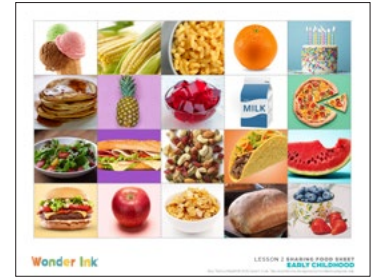 MILK
Wonder Ink
LESSON 2 SHARING FOOD SHEET
EARLY CHILDHOOD